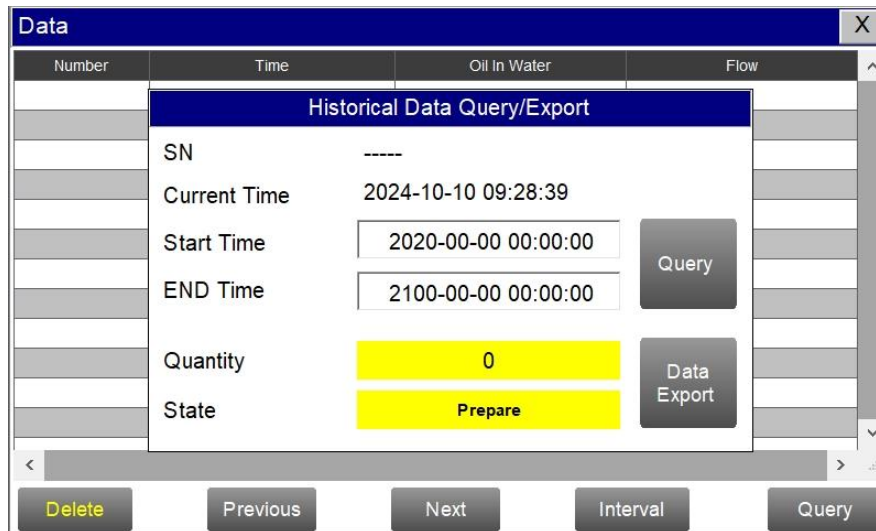 Data X
Number Time Oil In Water Flow
Historical Data Query/Export
SN -----
Current Time 2024-10-10 09:28:39
Start Time 2020-00-00 00:00:00
Query
END Time 2100-00-00 00:00:00
Quantity 0
Data
Export
State Prepare
Delete Previous Next Interval Query